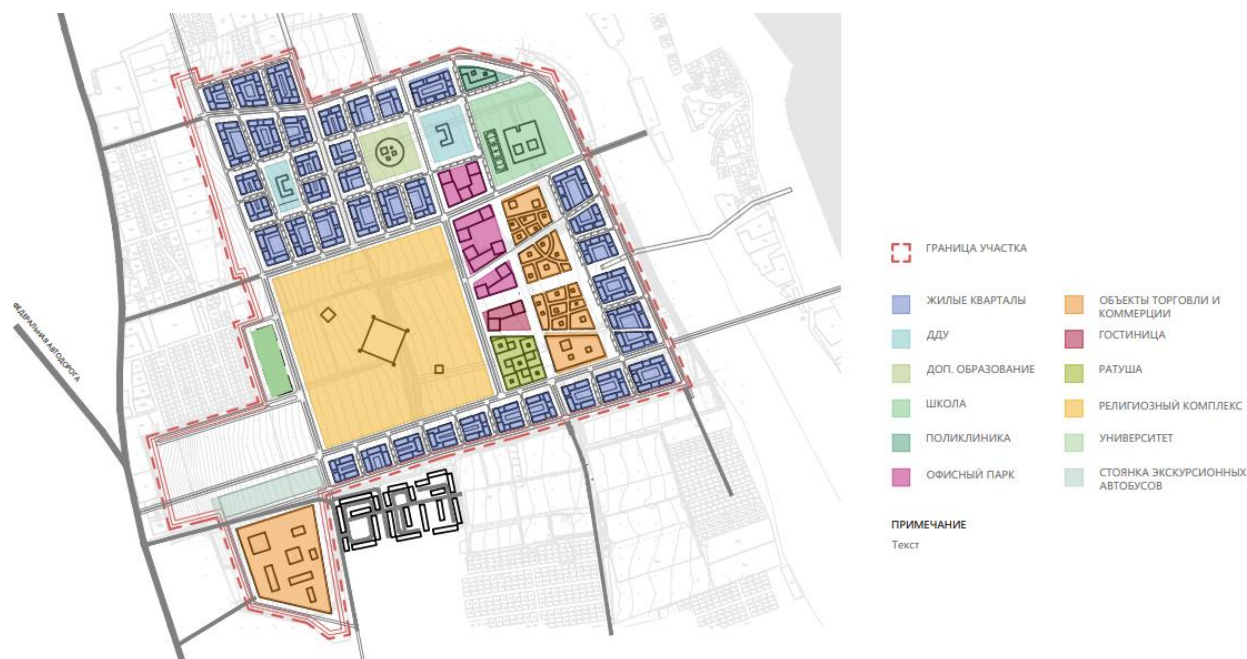 ФЕДЕРАЛЬНАЯ АВТОДОРОГА
ГРАНИЦА УЧАСТКА
ЖИЛЫЕ КВАРТАЛЫ
ДДУ
ДОП. ОБРАЗОВАНИЕ
ШКОЛА
ПОЛИКЛИНИКА
ОФИСНЫЙ ПАРК
ОБЪЕКТЫ ТОРГОВЛИ И
КОММЕРЦИИ
ГОСТИНИЦА
РАТУША
РЕЛИГИОЗНЫЙ КОМПЛЕКС
УНИВЕРСИТЕТ
СТОЯНКА ЭКСКУРСИОННЫХ
АВТОБУСОВ
ПРИМЕЧАНИЕ
Текст